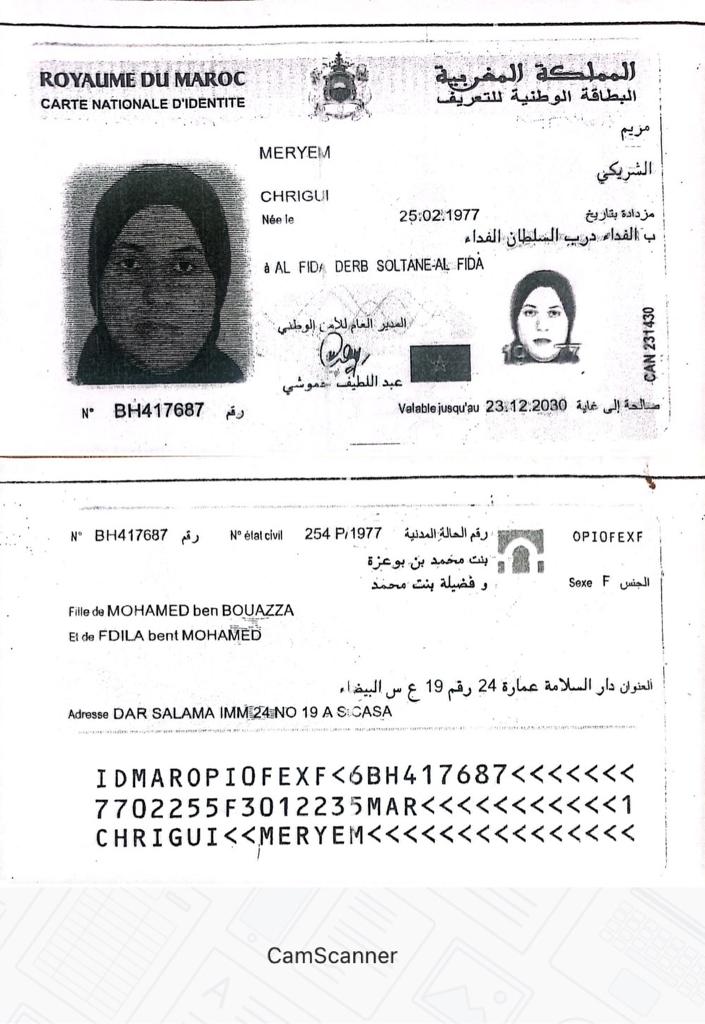 ROYAUME DU MAROC
المملكة المغربية
CARTE NATIONALE D'IDENTITE
البطاقة الوطنية للتعريف
مريم
MERYEM
الشريكي
CHRIGUI
Née le 25.02.1977 مزدادة بتاريخ
ب الفداء درب السلطان الفداء
à AL FIDA DERB SOLTANE-AL FIDA
المدير العام للأمن الوطني
عبد اللطيف حموشي
CAN 231430
N° BH417687 رقم
Valable jusqu'au 23.12.2030 صالحة إلى غاية
N° BH417687 رقم
N° état civil 254 P/1977 رقم الحالة المدنية
OPIOFEXF
بنت محمد بن بوعزة
و فضيلة بنت محمد
Sexe F الجنس
Fille de MOHAMED ben BOUAZZA
Et de FDILA bent MOHAMED
العنوان دار السلامة عمارة 24 رقم 19 ع س البيضاء
Adresse DAR SALAMA IMM 24 NO 19 A S CASA
IDMAROPIOFEXF<6BH417687<<<<<<<
7702255F3012235MAR<<<<<<<<<<<1
CHRIGUI<<MERYEM<<<<<<<<<<<<<<<
CamScanner